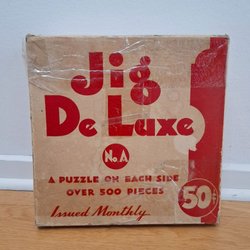 Jig
De Luxe
No. A
A PUZZLE ON EACH SIDE
OVER 500 PIECES
50¢
Issued Monthly